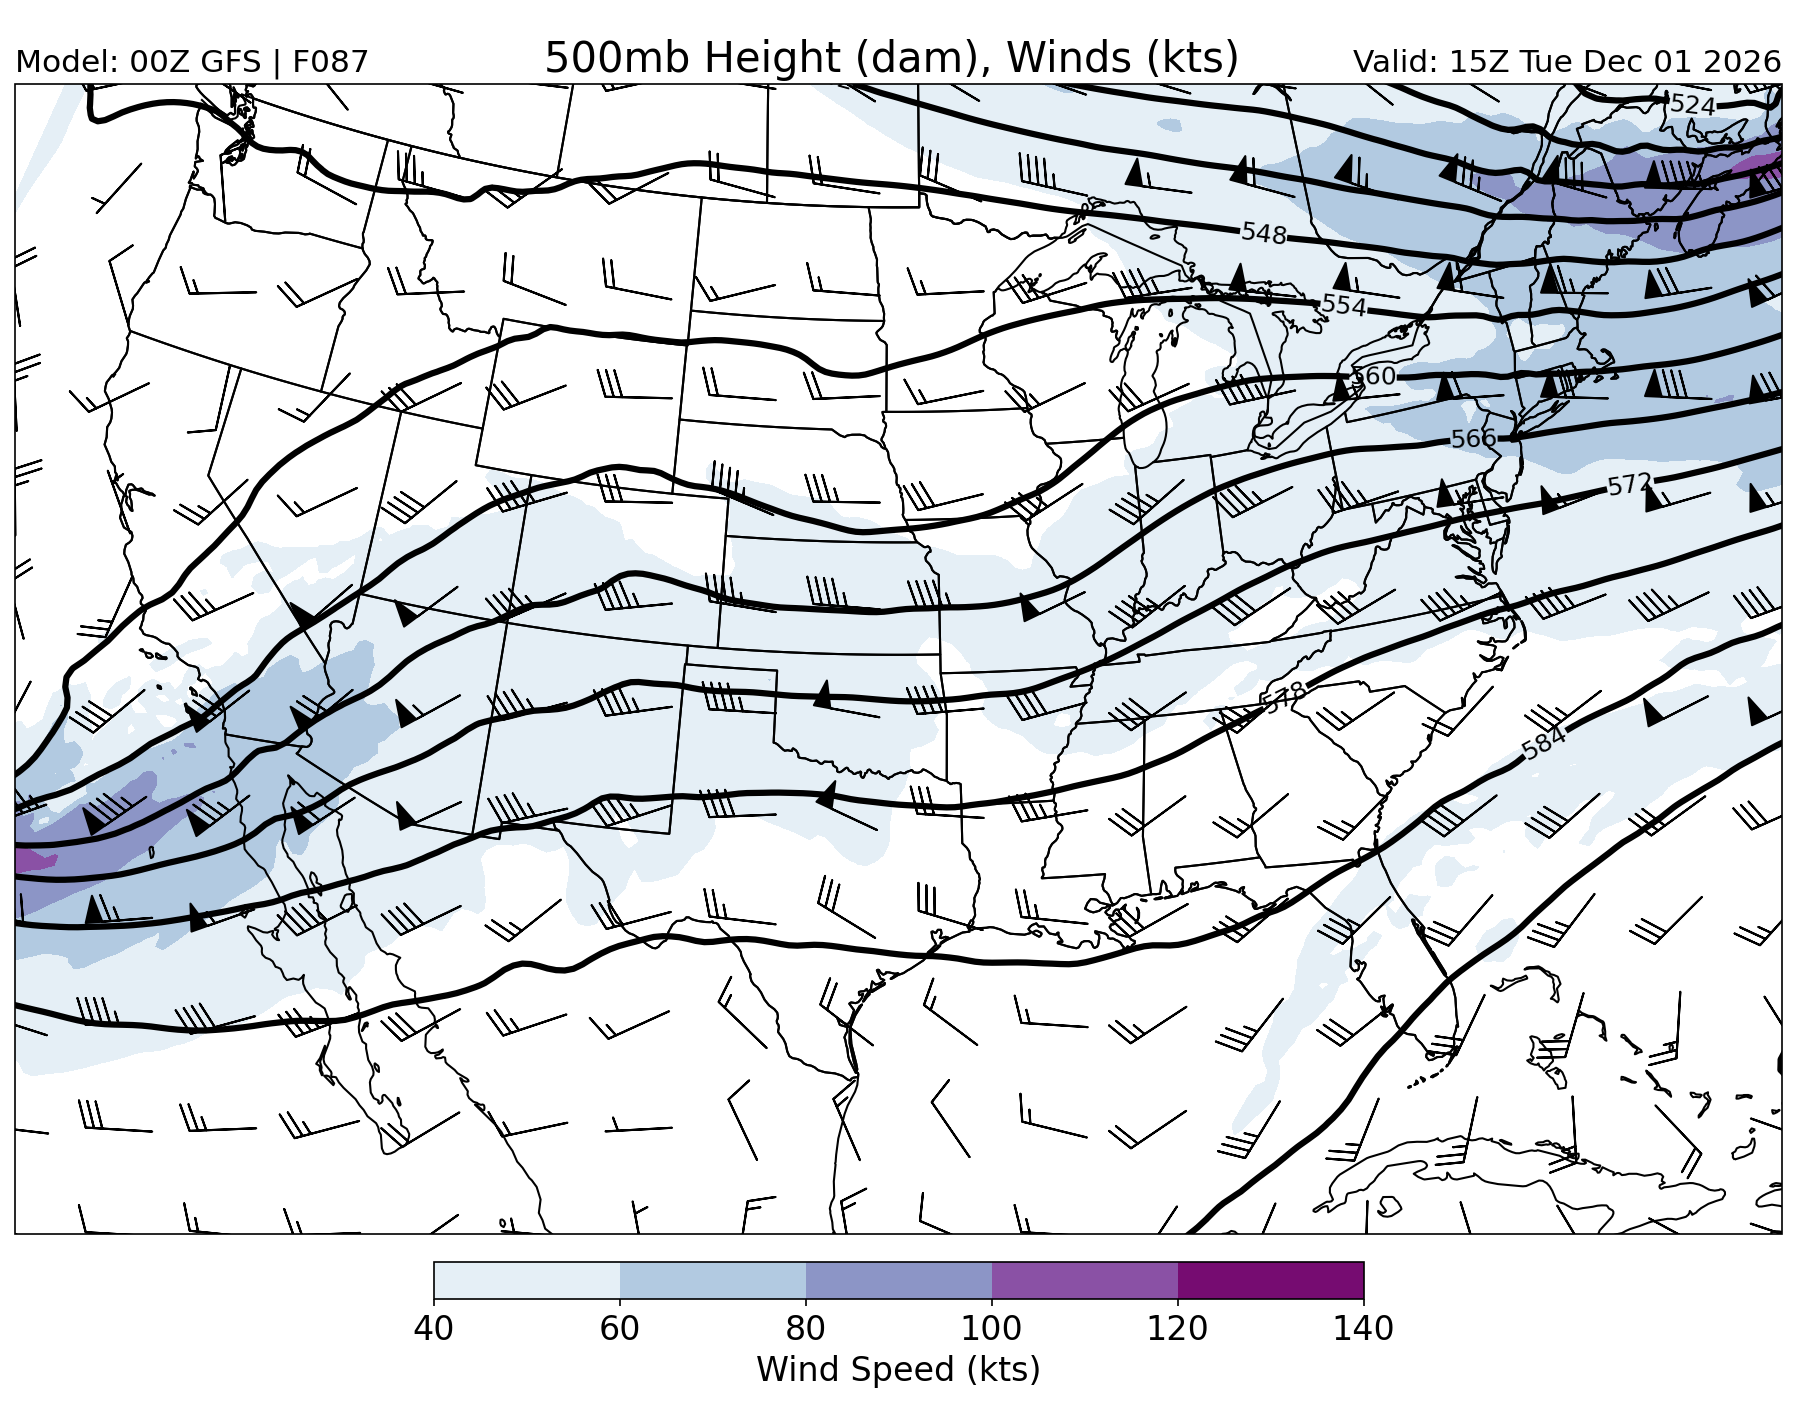 Model: 00Z GFS | F087
500mb Height (dam), Winds (kts)
Valid: 15Z Tue Dec 01 2026
524
548
554
560
566
572
578
584
40 60 80 100 120 140
Wind Speed (kts)